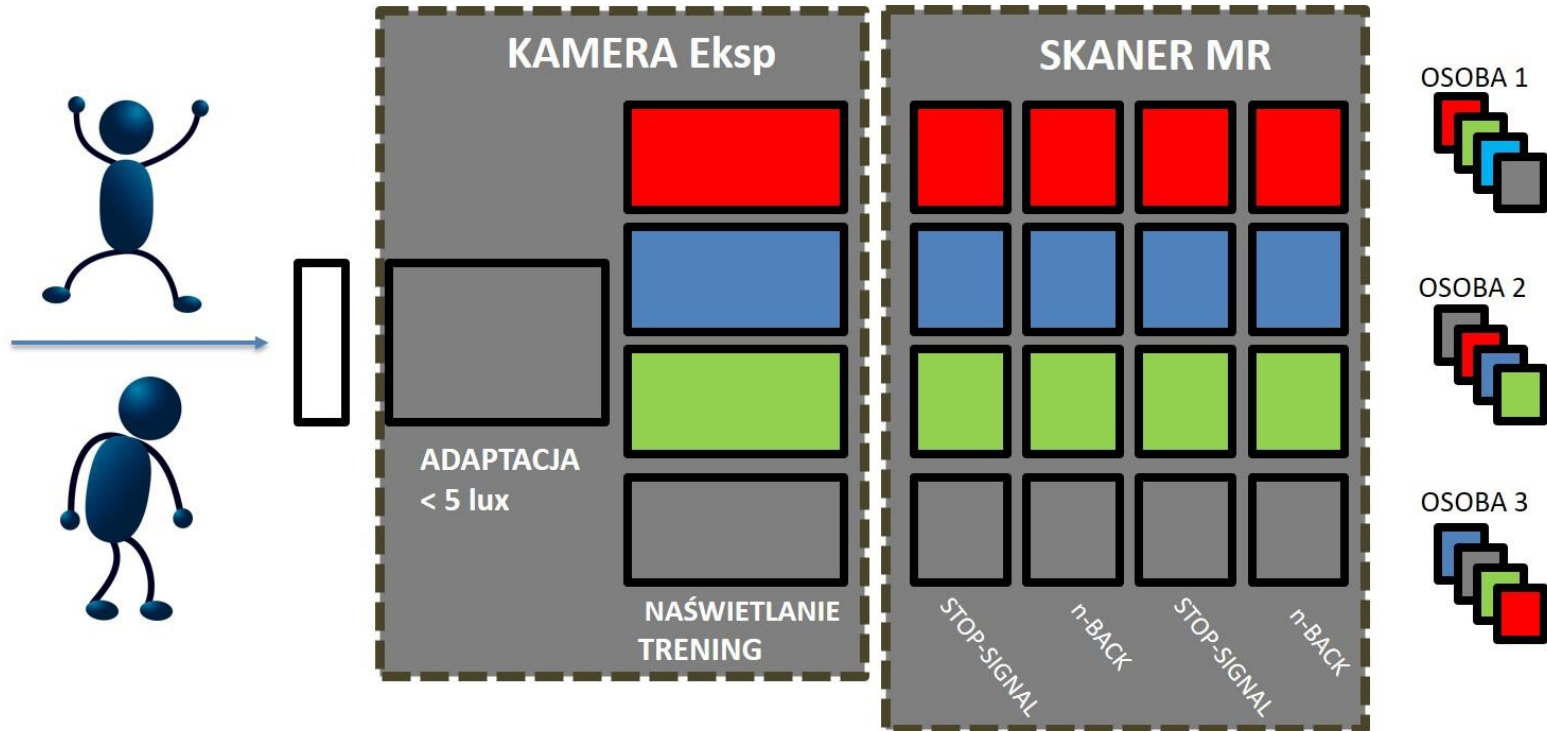 KAMERA Eksp
ADAPTACJA
< 5 lux
NAŚWIETLANIE
TRENING
SKANER MR
STOP-SIGNAL
n-BACK
STOP-SIGNAL
n-BACK
OSOBA 1
OSOBA 2
OSOBA 3